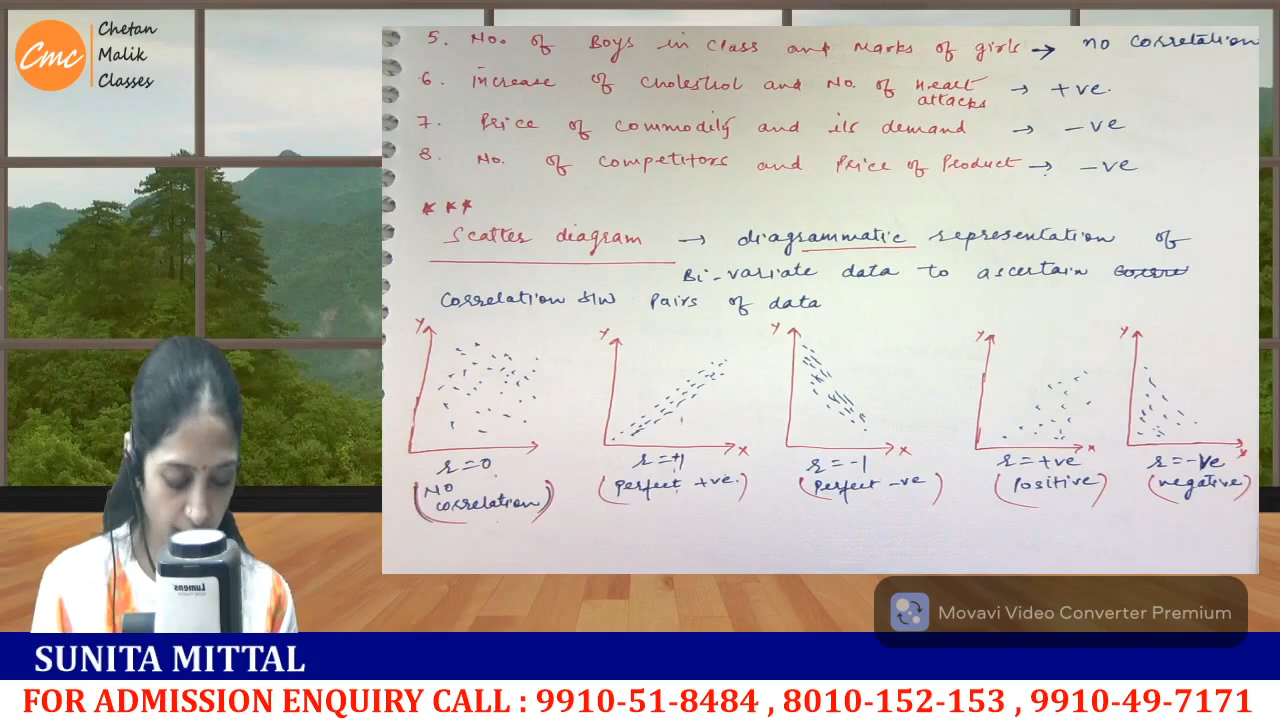 Chetan
Malik
Classes
cmc
5. No. of Boys in class and Marks of girls → no correlation
6. increase of cholestrol and No. of Heart attacks → +ve.
7. Price of commodity and its demand → -ve
8. No. of competitors and Price of Product → -ve
***
Scatter diagram → diagrammatic representation of
Bi-variate data to ascertain
Correlation b/w Pairs of data
Y Y X Y X Y X
Y X
r=0 r=+1 r=-1 r=+ve r=-ve
(No correlation) (perfect +ve.) (perfect -ve) (positive) (negative)
Lumens
Movavi Video Converter Premium
SUNITA MITTAL
FOR ADMISSION ENQUIRY CALL : 9910-51-8484 , 8010-152-153 , 9910-49-7171